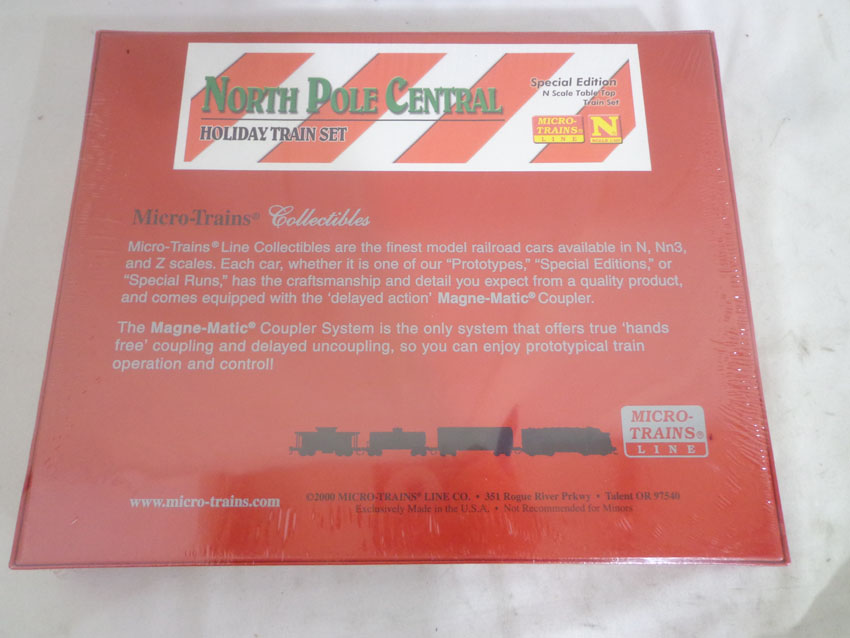 NORTH POLE CENTRAL
HOLIDAY TRAIN SET
Special Edition
N Scale Table Top
Train Set
MICRO-
TRAINS®
LINE
N
Micro-Trains® Collectibles
Micro-Trains® Line Collectibles are the finest model railroad cars available in N, Nn3,
and Z scales. Each car, whether it is one of our “Prototypes,” “Special Editions,” or
“Special Runs,” has the craftsmanship and detail you expect from a quality product,
and comes equipped with the ‘delayed action’ Magne-Matic® Coupler.
The Magne-Matic® Coupler System is the only system that offers true ‘hands
free’ coupling and delayed uncoupling, so you can enjoy prototypical train
operation and control!
MICRO-
TRAINS®
LINE
www.micro-trains.com
©2000 MICRO-TRAINS® LINE CO. • 351 Rogue River Prkwy • Talent OR 97540
Exclusively Made in the U.S.A. • Not Recommended for Minors